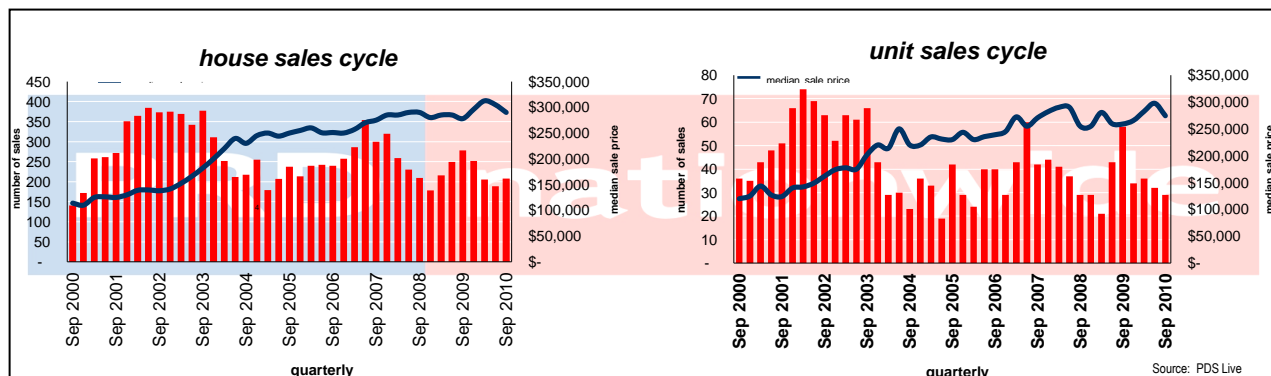 house sales cycle
450
400
350
300
250
200
150
100
50
-
number of sales
$350,000
$300,000
$250,000
$200,000
$150,000
$100,000
$50,000
$-
median sale price
Sep 2000
Sep 2001
Sep 2002
Sep 2003
Sep 2004
Sep 2005
Sep 2006
Sep 2007
Sep 2008
Sep 2009
Sep 2010
quarterly
unit sales cycle
median sale price
80
70
60
50
40
30
20
10
-
number of sales
$350,000
$300,000
$250,000
$200,000
$150,000
$100,000
$50,000
$-
median sale price
Sep 2000
Sep 2001
Sep 2002
Sep 2003
Sep 2004
Sep 2005
Sep 2006
Sep 2007
Sep 2008
Sep 2009
Sep 2010
quarterly
Source: PDS Live
nationwide